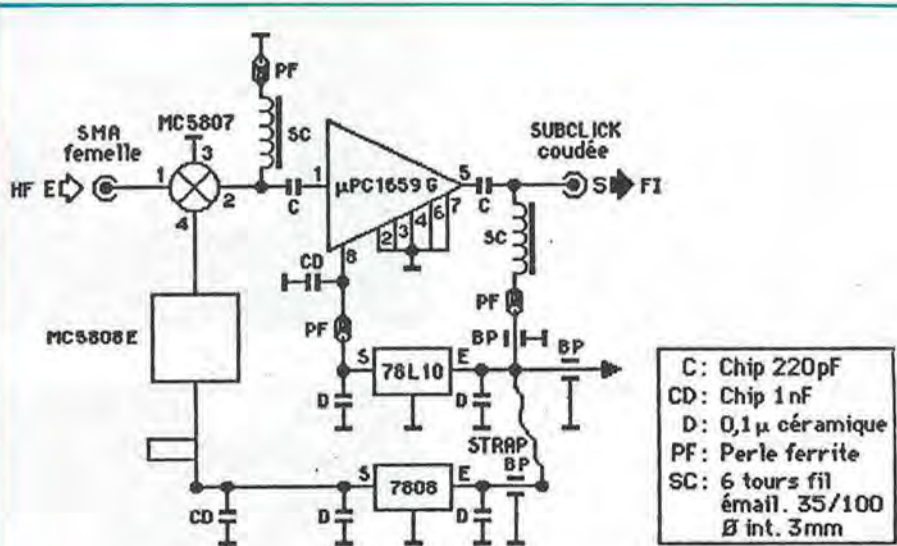 PF
SMA
femelle
MC5807
SC
SUBCLICK
coudée
HF E
1
3
2
4
C
1
µPC1659 G
5
C
S
FI
2
3
4
6
7
8
SC
CD
MC5808E
PF
PF
BP
BP
S
78L10
E
D
D
STRAP
BP
S
7808
E
CD
D
D
C: Chip 220pF
CD: Chip 1nF
D: 0,1µ céramique
PF: Perle ferrite
SC: 6 tours fil
émail. 35/100
Ø int. 3mm